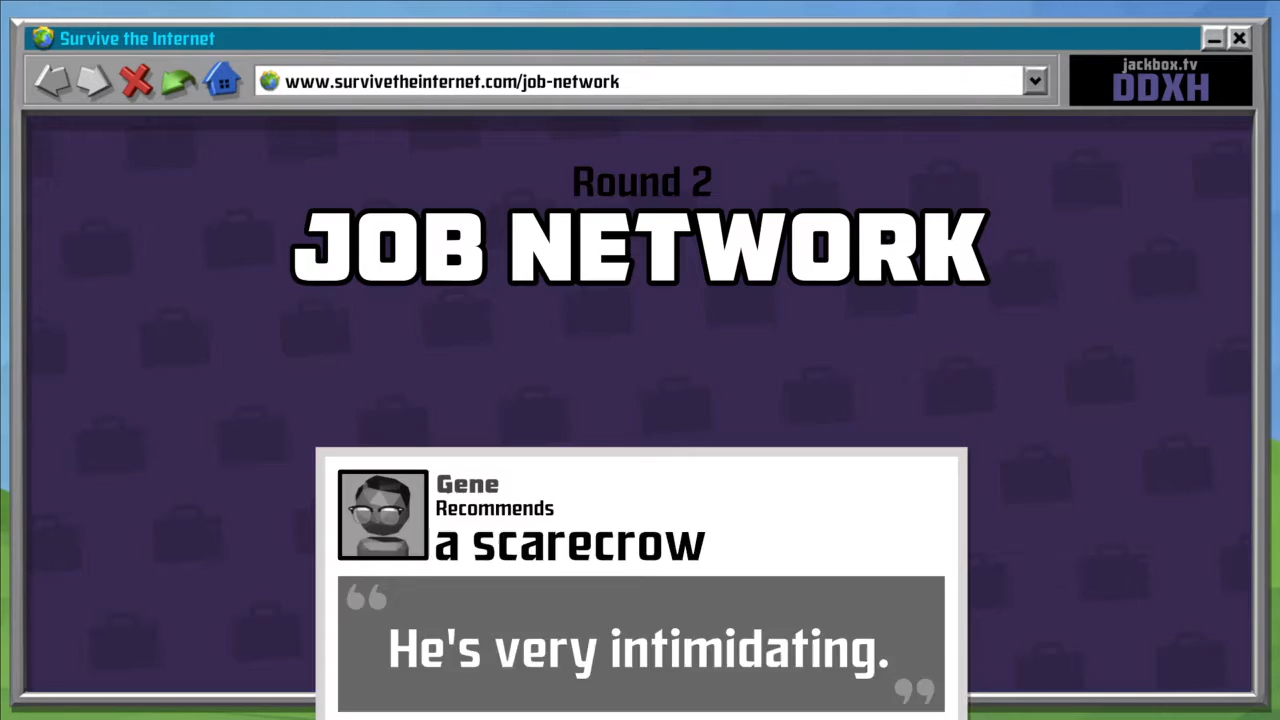 Survive the Internet
www.survivetheinternet.com/job-network
jackbox.tv
DDXH
Round 2
JOB NETWORK
Gene
Recommends
a scarecrow
“
He's very intimidating.
”